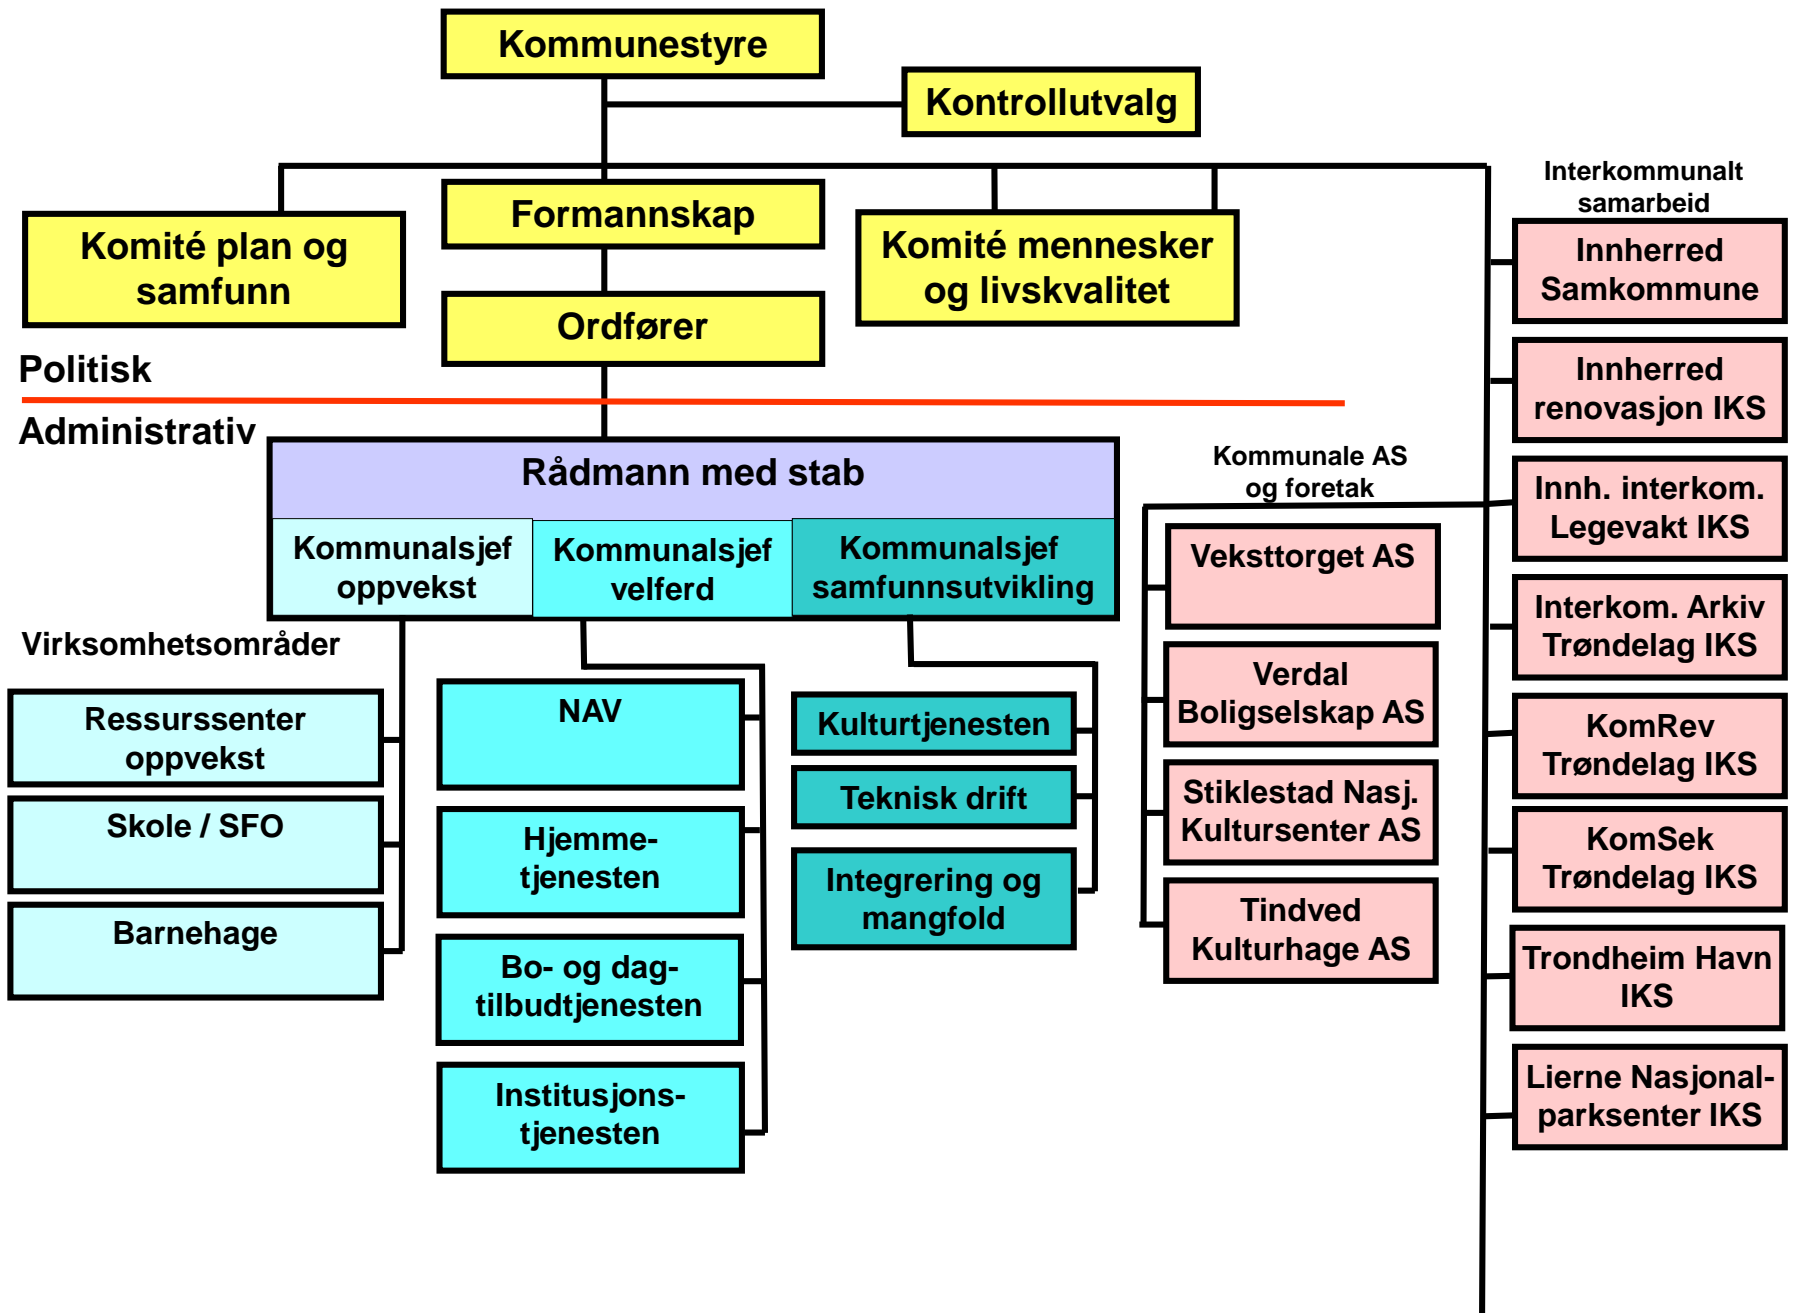 Kommunestyre
Kontrollutvalg
Formannskap
Komité plan og
samfunn
Komité mennesker
og livskvalitet
Ordfører
Politisk
Administrativ
Rådmann med stab
Kommunalsjef
oppvekst
Kommunalsjef
velferd
Kommunalsjef
samfunnsutvikling
Virksomhetsområder
Ressurssenter
oppvekst
Skole / SFO
Barnehage
NAV
Hjemme-
tjenesten
Bo- og dag-
tilbudtjenesten
Institusjons-
tjenesten
Kulturtjenesten
Teknisk drift
Integrering og
mangfold
Kommunale AS
og foretak
Veksttorget AS
Verdal
Boligselskap AS
Stiklestad Nasj.
Kultursenter AS
Tindved
Kulturhage AS
Interkommunalt
samarbeid
Innherred
Samkommune
Innherred
renovasjon IKS
Innh. interkom.
Legevakt IKS
Interkom. Arkiv
Trøndelag IKS
KomRev
Trøndelag IKS
KomSek
Trøndelag IKS
Trondheim Havn
IKS
Lierne Nasjonal-
parksenter IKS